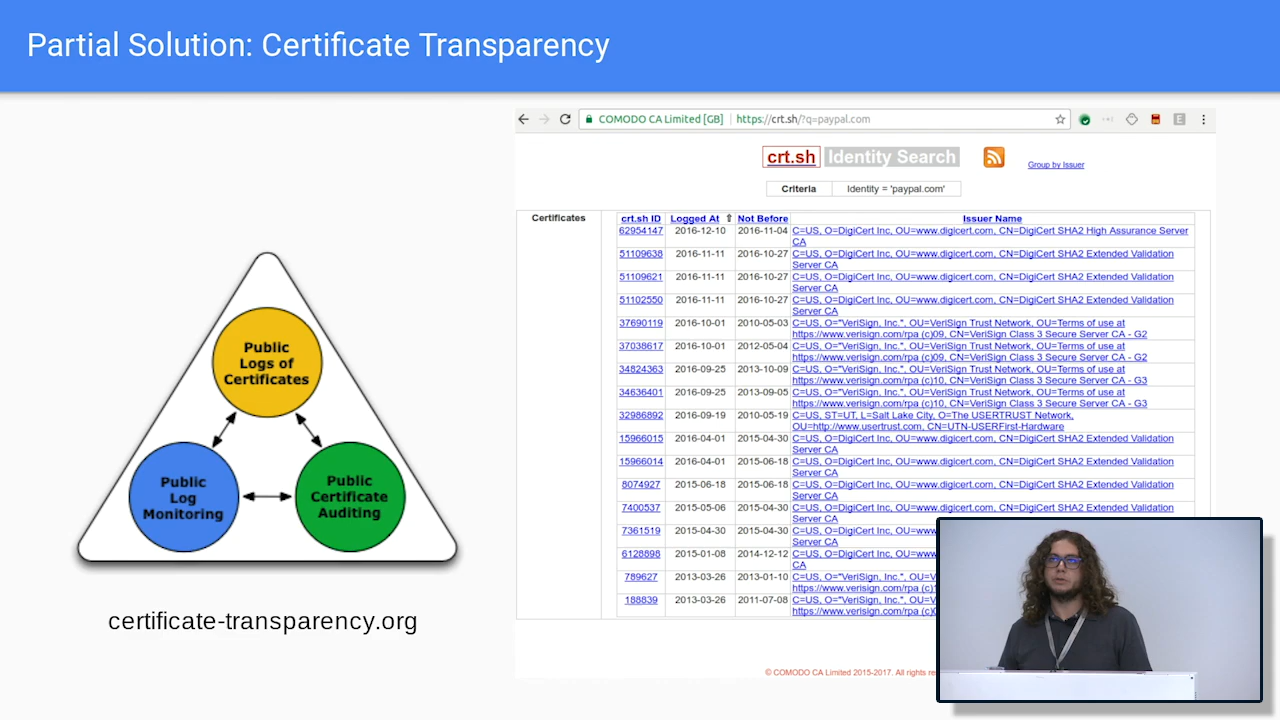 Partial Solution: Certificate Transparency
COMODO CA Limited [GB]
https://crt.sh/?q=paypal.com
E
crt.sh
Identity Search
Group by Issuer
Criteria
Identity = 'paypal.com'
Certificates
crt.sh ID Logged At ⇧ Not Before Issuer Name
62954147 2016-12-10 2016-11-04 C=US, O=DigiCert Inc, OU=www.digicert.com, CN=DigiCert SHA2 High Assurance Server
CA
51109638 2016-11-11 2016-10-27 C=US, O=DigiCert Inc, OU=www.digicert.com, CN=DigiCert SHA2 Extended Validation
Server CA
51109621 2016-11-11 2016-10-27 C=US, O=DigiCert Inc, OU=www.digicert.com, CN=DigiCert SHA2 Extended Validation
Server CA
51102550 2016-11-11 2016-10-27 C=US, O=DigiCert Inc, OU=www.digicert.com, CN=DigiCert SHA2 Extended Validation
Server CA
37690119 2016-10-01 2010-05-03 C=US, O="VeriSign, Inc.", OU=VeriSign Trust Network, OU=Terms of use at
https://www.verisign.com/rpa (c)09, CN=VeriSign Class 3 Secure Server CA - G2
37038617 2016-10-01 2012-05-04 C=US, O="VeriSign, Inc.", OU=VeriSign Trust Network, OU=Terms of use at
https://www.verisign.com/rpa (c)09, CN=VeriSign Class 3 Secure Server CA - G2
34824363 2016-09-25 2013-10-09 C=US, O="VeriSign, Inc.", OU=VeriSign Trust Network, OU=Terms of use at
https://www.verisign.com/rpa (c)10, CN=VeriSign Class 3 Secure Server CA - G3
34636401 2016-09-25 2013-09-05 C=US, O="VeriSign, Inc.", OU=VeriSign Trust Network, OU=Terms of use at
https://www.verisign.com/rpa (c)10, CN=VeriSign Class 3 Secure Server CA - G3
32986892 2016-09-19 2010-05-19 C=US, ST=UT, L=Salt Lake City, O=The USERTRUST Network,
OU=http://www.usertrust.com, CN=UTN-USERFirst-Hardware
15966015 2016-04-01 2015-04-30 C=US, O=DigiCert Inc, OU=www.digicert.com, CN=DigiCert SHA2 Extended Validation
Server CA
15966014 2016-04-01 2015-06-18 C=US, O=DigiCert Inc, OU=www.digicert.com, CN=DigiCert SHA2 Extended Validation
Server CA
8074927 2015-06-18 2015-06-18 C=US, O=DigiCert Inc, OU=www.digicert.com, CN=DigiCert SHA2 Extended Validation
Server CA
7400537 2015-05-06 2015-04-30 C=US, O=DigiCert Inc, OU=www.digicert.com, CN=DigiCert SHA2 Extended Validation
Server CA
7361519 2015-04-30 2015-04-30 C=US, O=DigiCert Inc, OU=www
Server CA
6128898 2015-01-08 2014-12-12 C=US, O=DigiCert Inc, OU=www
CA
789627 2013-03-26 2013-01-10 C=US, O="VeriSign, Inc.", OU=V
https://www.verisign.com/rpa (c)
188839 2013-03-26 2011-07-08 C=US, O="VeriSign, Inc.", OU=V
https://www.verisign.com/rpa (c)
© COMODO CA Limited 2015-2017. All rights re
Public
Logs of
Certificates
Public
Log
Monitoring
Public
Certificate
Auditing
certificate-transparency.org